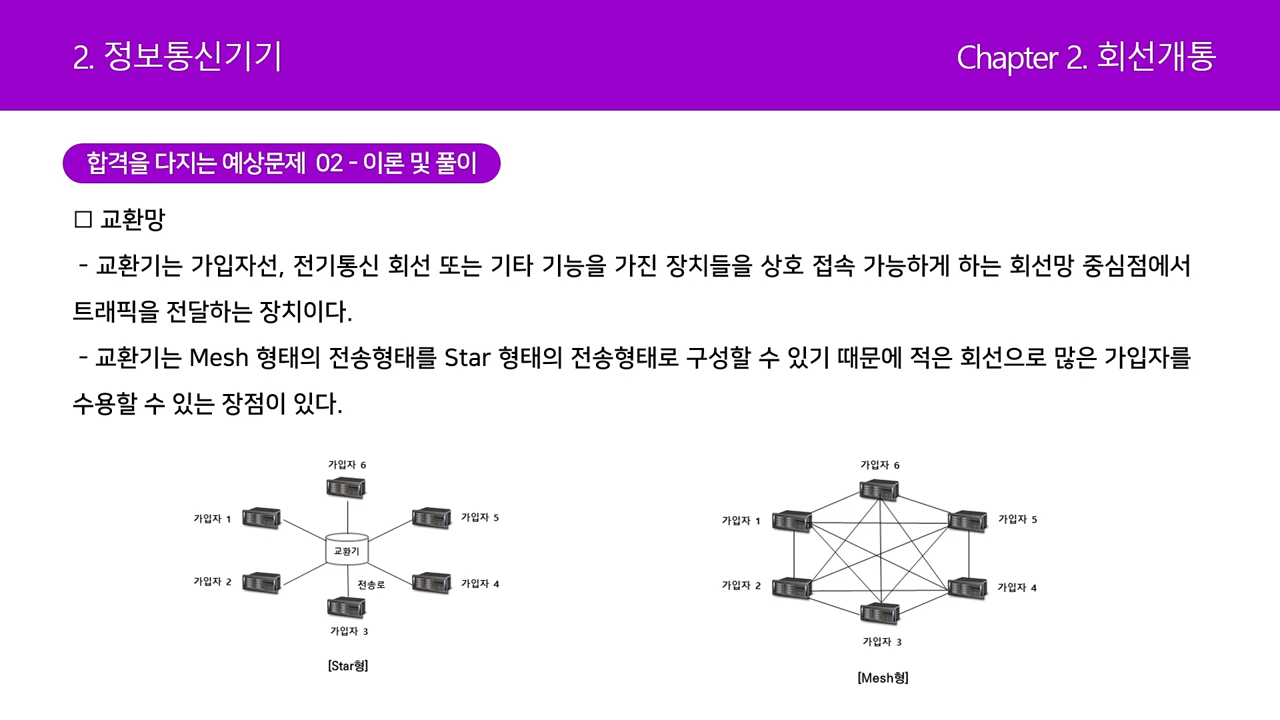 2. 정보통신기기
Chapter 2. 회선개통
합격을 다지는 예상문제 02 - 이론 및 풀이
□ 교환망
- 교환기는 가입자선, 전기통신 회선 또는 기타 기능을 가진 장치들을 상호 접속 가능하게 하는 회선망 중심점에서
트래픽을 전달하는 장치이다.
- 교환기는 Mesh 형태의 전송형태를 Star 형태의 전송형태로 구성할 수 있기 때문에 적은 회선으로 많은 가입자를
수용할 수 있는 장점이 있다.
가입자 6
가입자 1
가입자 5
교환기
가입자 2
전송로
가입자 4
가입자 3
[Star형]
가입자 6
가입자 1
가입자 5
가입자 2
가입자 4
가입자 3
[Mesh형]